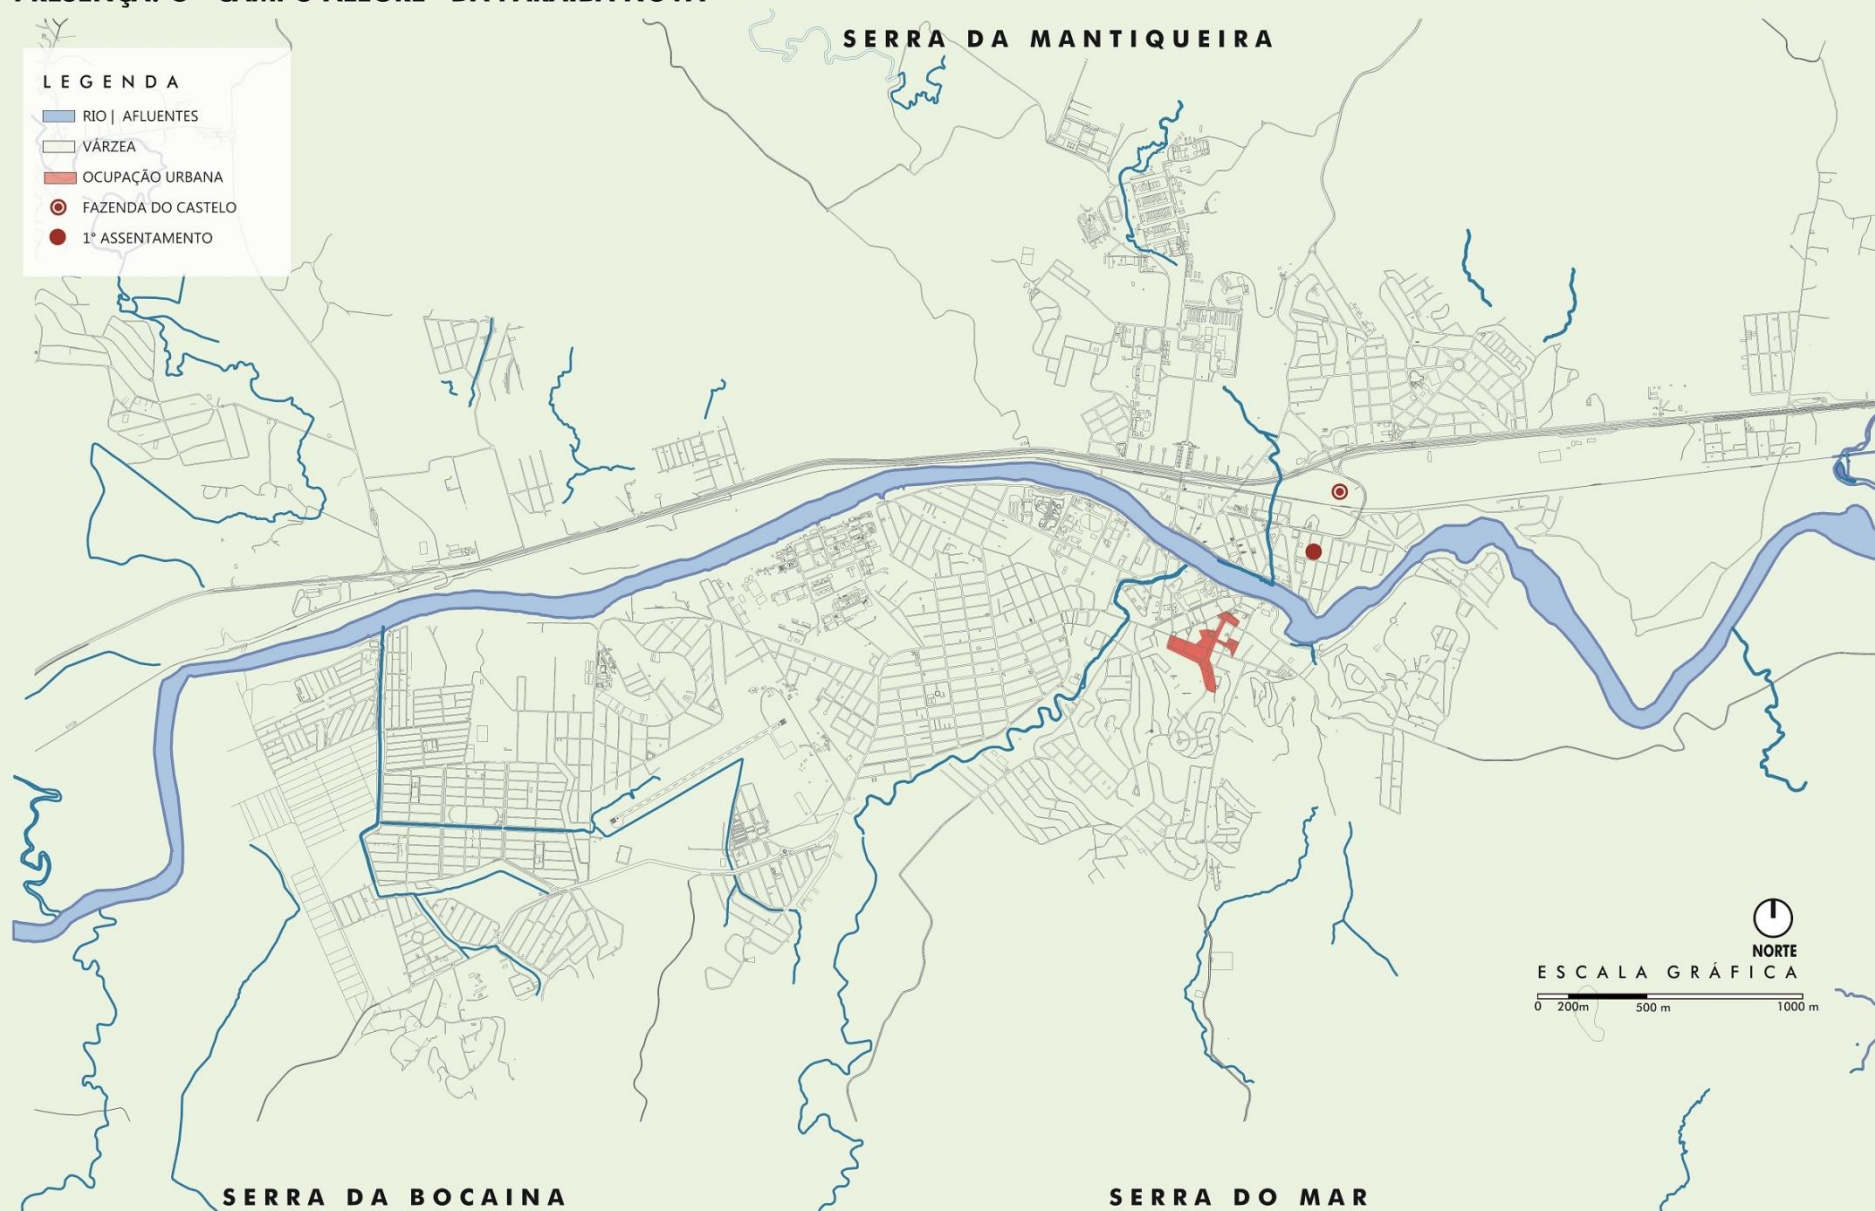 SERRA DA MANTIQUEIRA
LEGENDA
RIO | AFLUENTES
VÁRZEA
OCUPAÇÃO URBANA
FAZENDA DO CASTELO
1° ASSENTAMENTO
NORTE
ESCALA GRÁFICA
0 200m 500 m 1000 m
SERRA DA BOCAINA
SERRA DO MAR